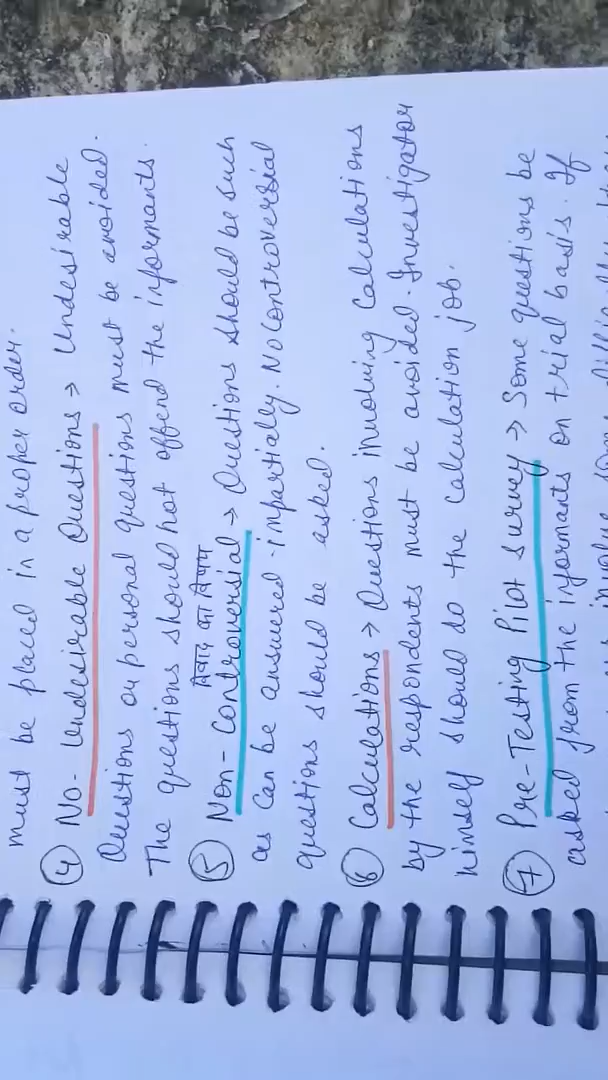 must be placed in a proper order.
④ No- Undesirable Questions → Undesirable
Questions or personal questions must be avoided.
The questions should not offend the informants.
विवाद का विषय
⑤ Non- Controversial → Questions should be such
as can be answered impartially. No controversial
questions should be asked.
⑥ Calculations → Questions involving calculations
by the respondents must be avoided. Investigator
himself should do the calculation job.
⑦ Pre-Testing Pilot survey → Some questions be
asked from the informants on trial basis. If
involve some